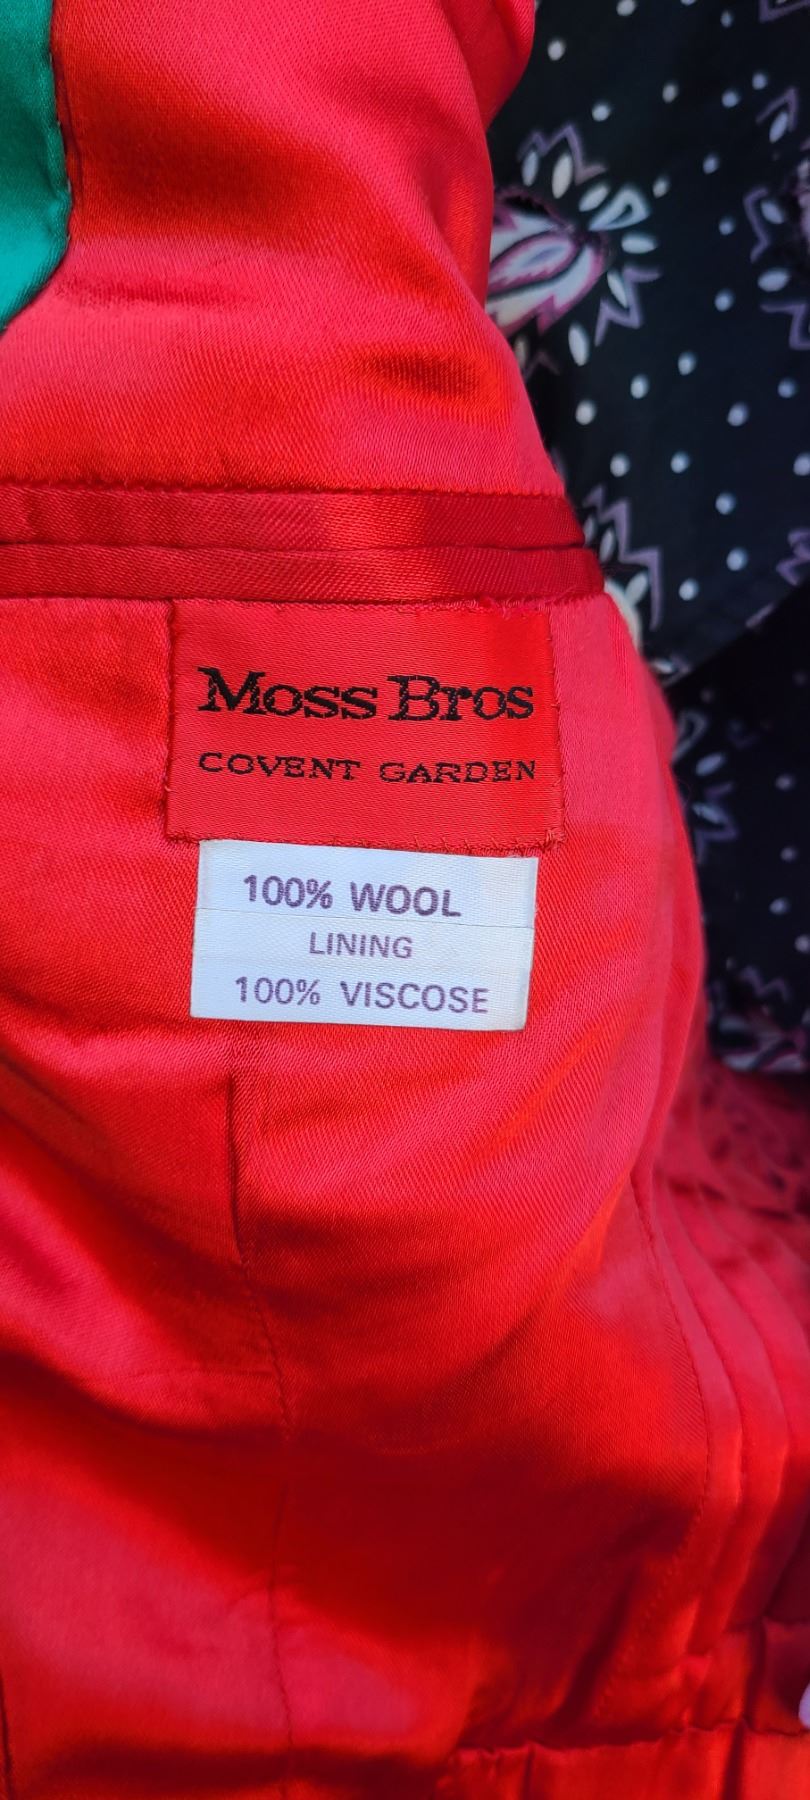 Moss Bros
COVENT GARDEN
100% WOOL
LINING
100% VISCOSE